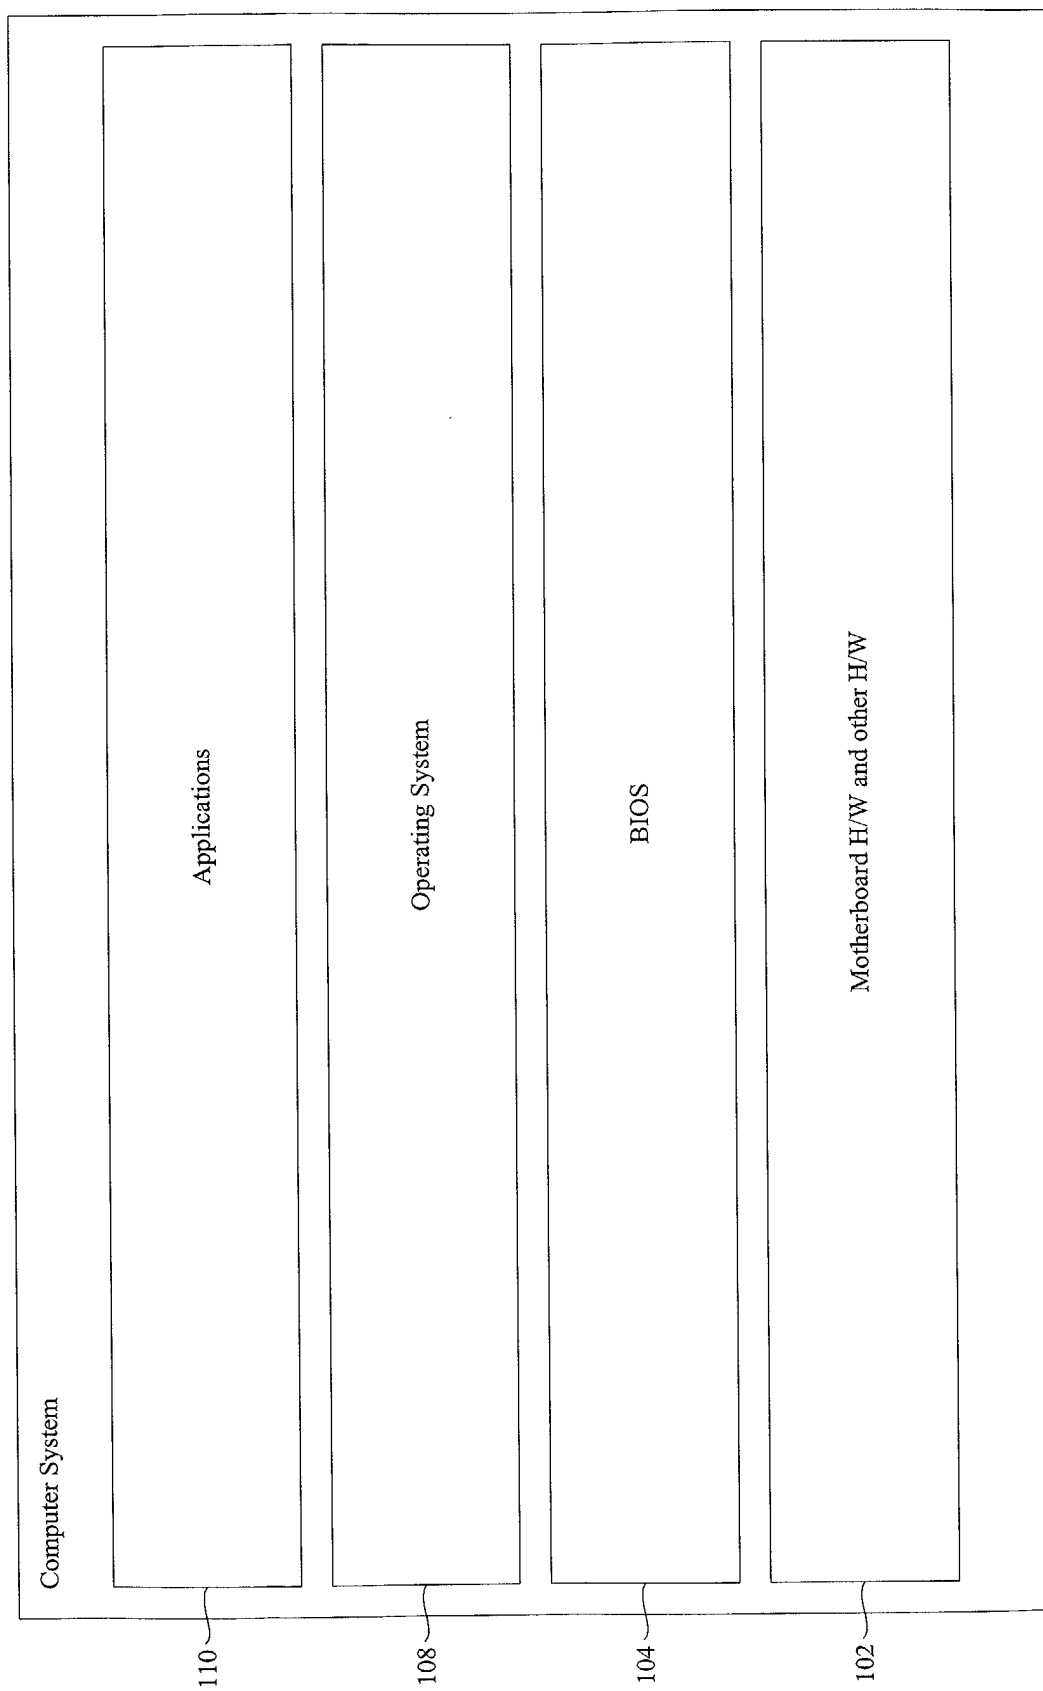 Computer System
Applications
110
Operating System
108
BIOS
104
Motherboard H/W and other H/W
102